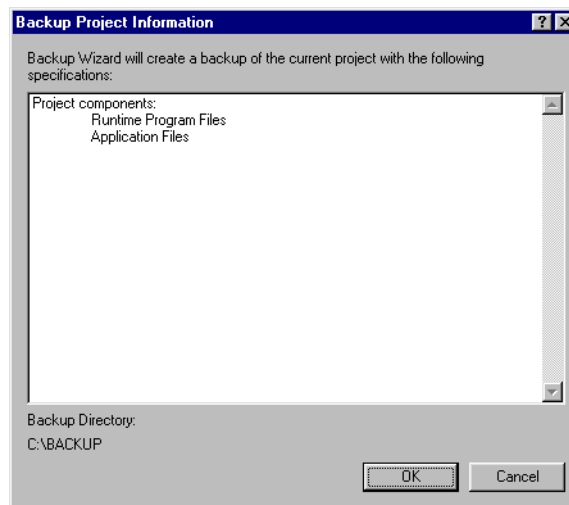 Backup Project Information
Backup Wizard will create a backup of the current project with the following
specifications:
Project components:
Runtime Program Files
Application Files
Backup Directory:
C:\BACKUP
OK Cancel